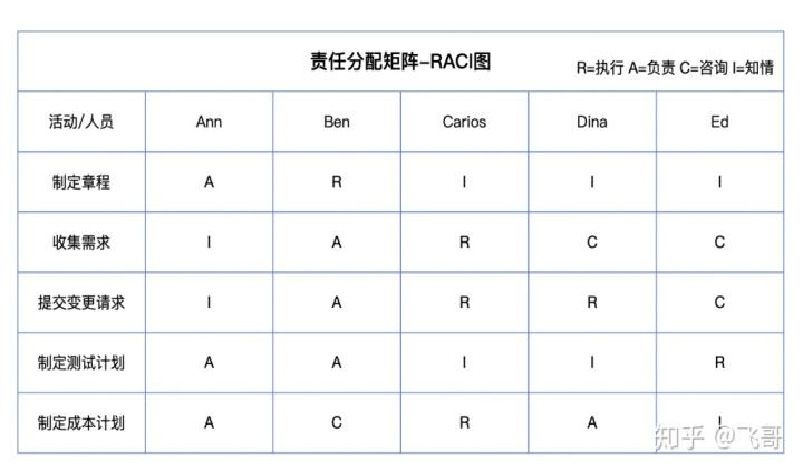 责任分配矩阵-RACI图 R=执行 A=负责 C=咨询 I=知情
活动/人员 Ann Ben Carios Dina Ed
制定章程 A R I I I
收集需求 I A R C C
提交变更请求 I A R R C
制定测试计划 A A I I R
制定成本计划 A C R A I
知乎 @飞哥